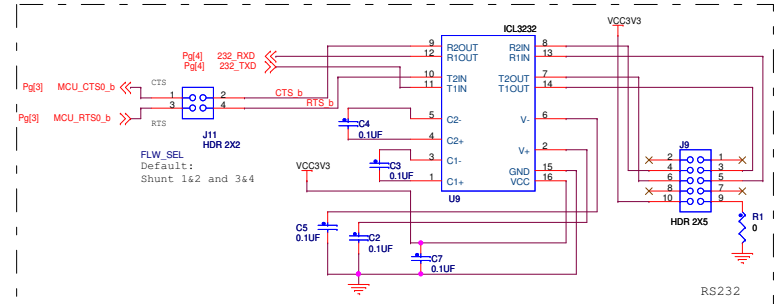 ICL3232
VCC3V3
Pg[4] 232_RXD
Pg[4] 232_TXD
9 R2OUT R2IN 8
12 R1OUT R1IN 13
10 T2IN T2OUT 7
11 T1IN T1OUT 14
5 C2- V- 6
4 C2+
3 C1- V+ 2
GND 15
1 C1+ VCC 16
U9
Pg[3] MCU_CTS0_b
CTS
1 2 CTS_b
Pg[3] MCU_RTS0_b
3 4 RTS_b
RTS
J11
HDR 2X2
FLW_SEL
Default:
Shunt 1&2 and 3&4
C4
0.1UF
C3
0.1UF
VCC3V3
C5
0.1UF
C2
0.1UF
C7
0.1UF
J9
2 1
4 3
6 5
8 7
10 9
HDR 2X5
R1
0
RS232